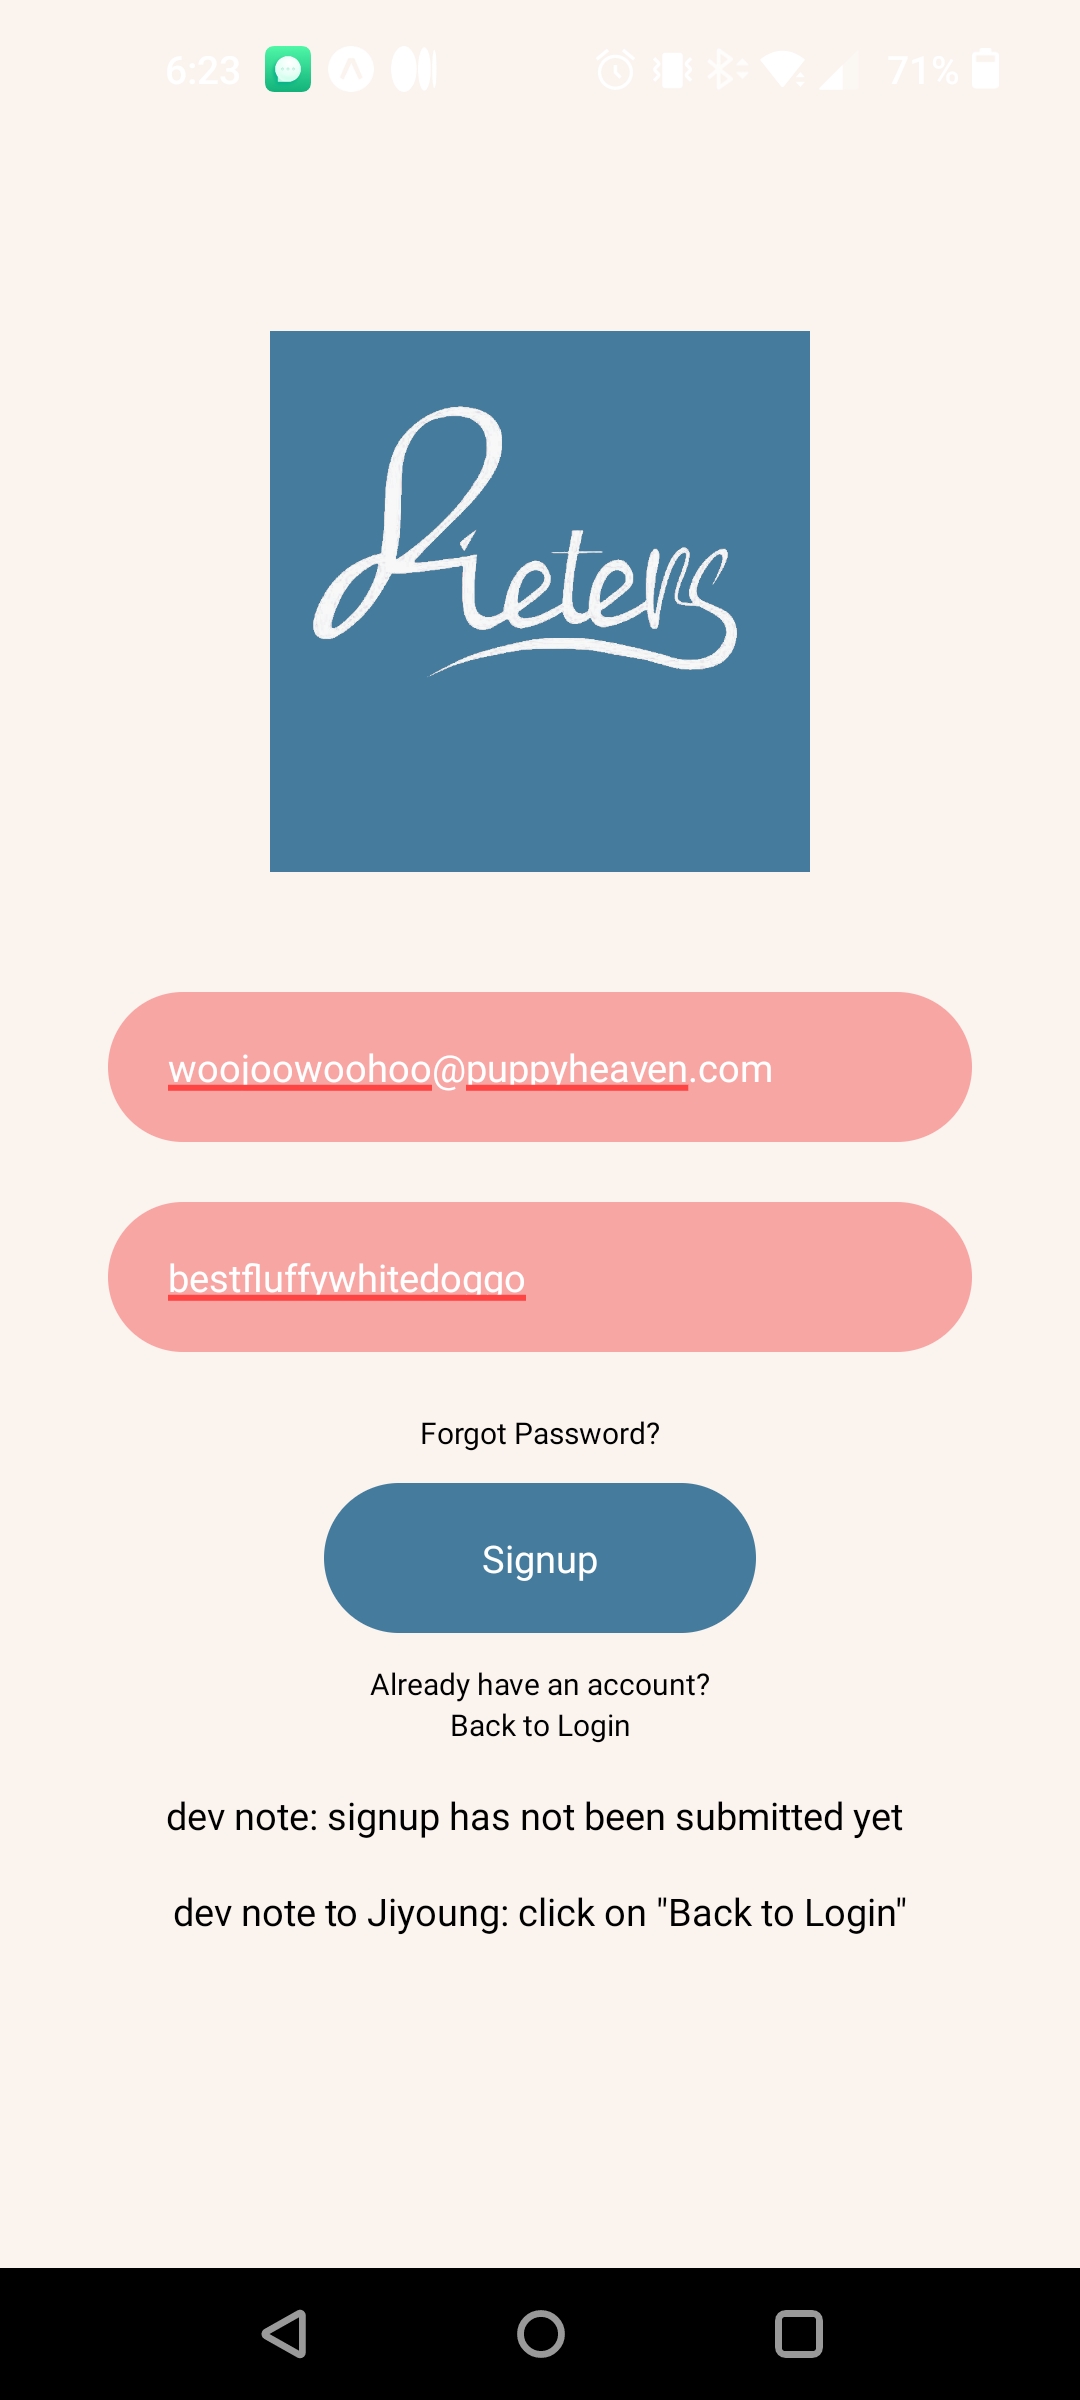 6:23 71%
Dieters
woojoowoohoo@puppyheaven.com
bestfluffywhitedoggo
Forgot Password?
Signup
Already have an account?
Back to Login
dev note: signup has not been submitted yet
dev note to Jiyoung: click on "Back to Login"